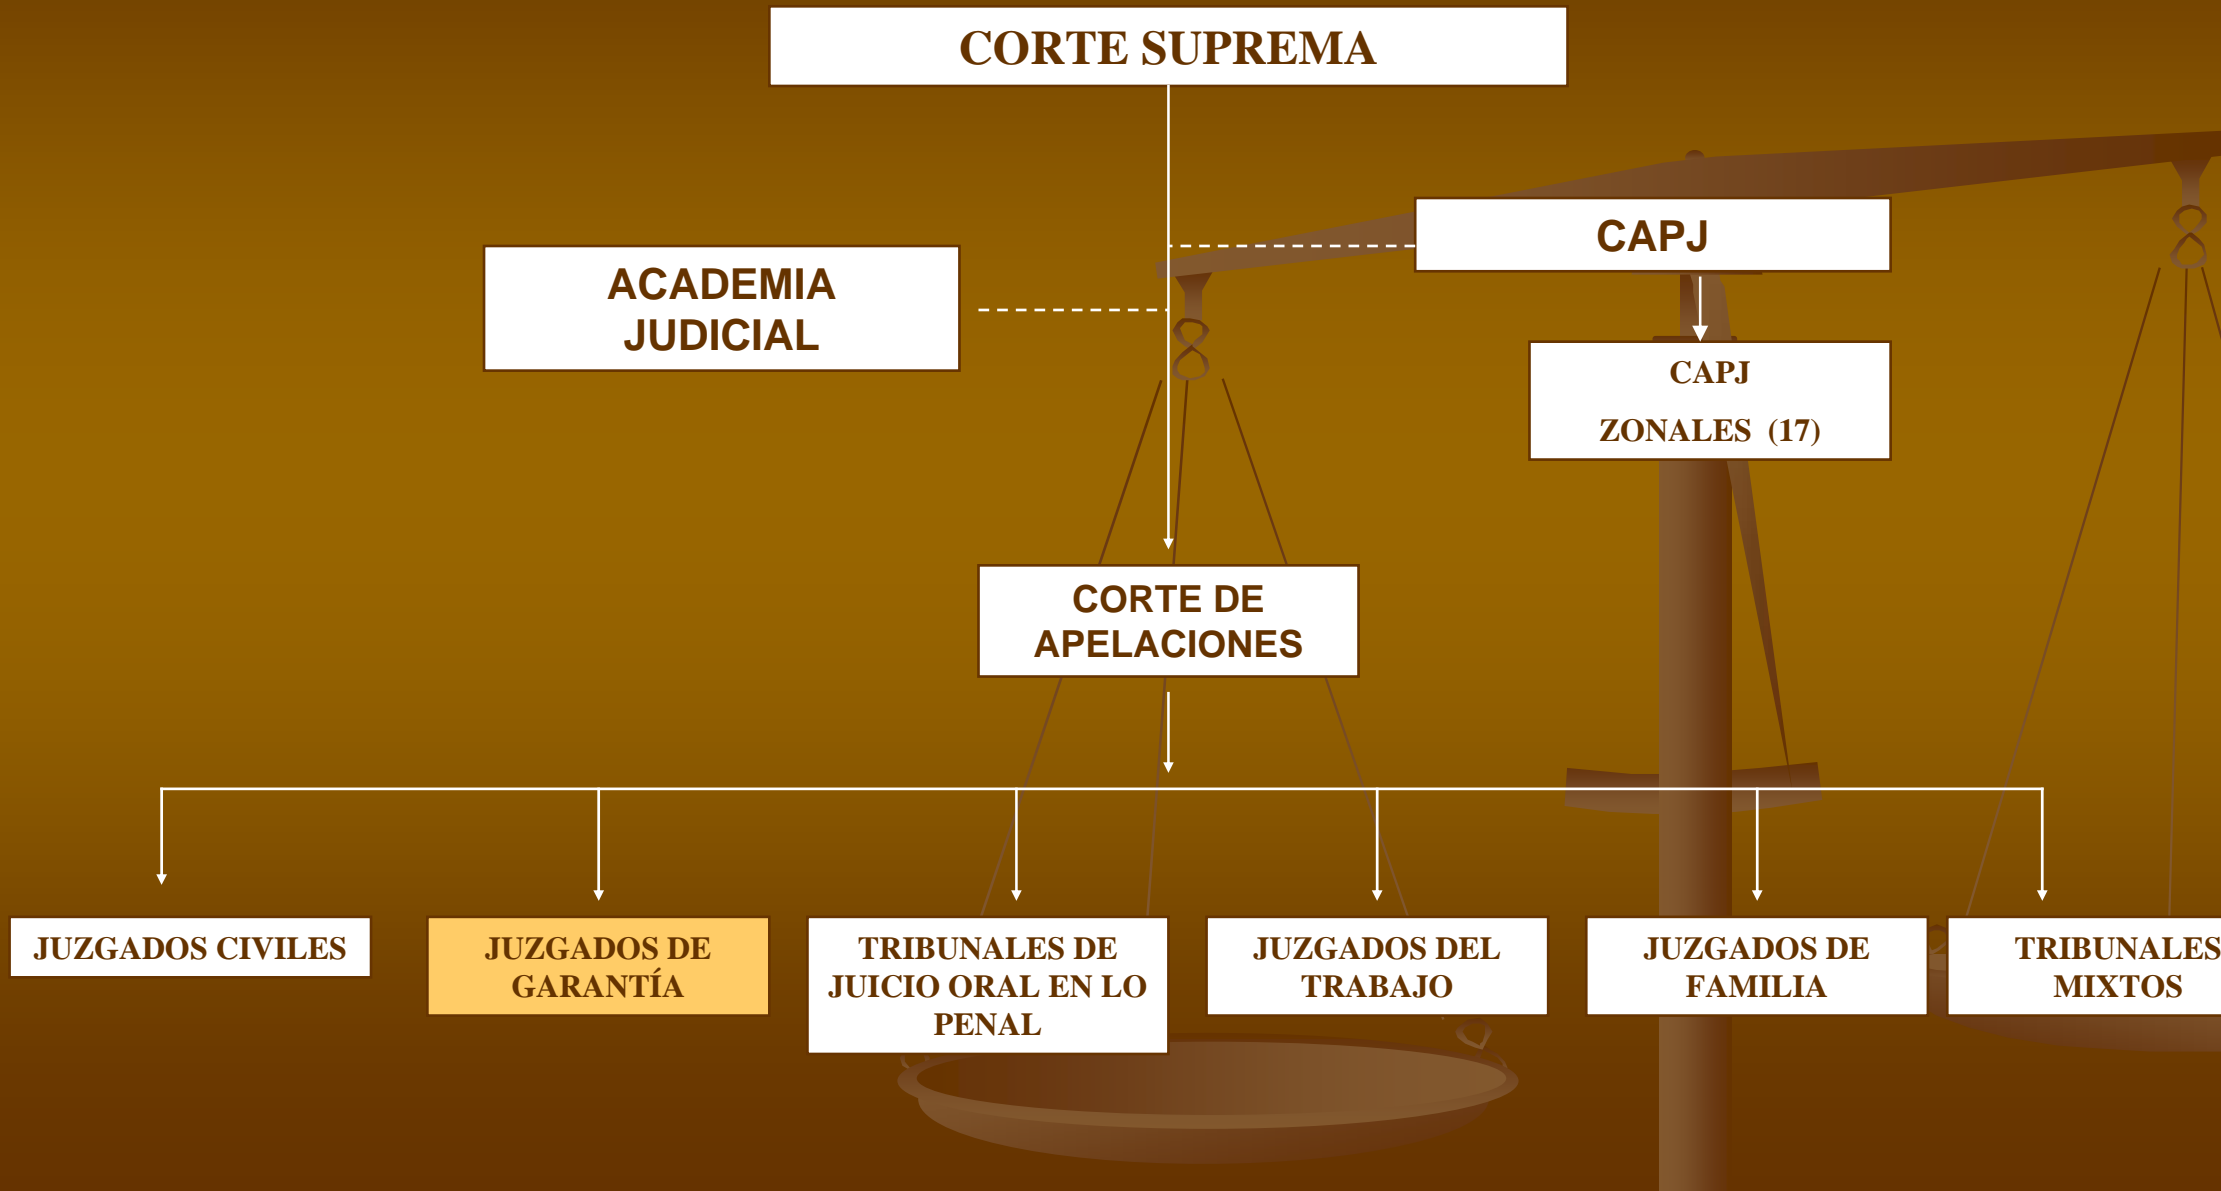 CORTE SUPREMA
CAPJ
ACADEMIA
JUDICIAL
CAPJ
ZONALES (17)
CORTE DE
APELACIONES
JUZGADOS CIVILES
JUZGADOS DE
GARANTÍA
TRIBUNALES DE
JUICIO ORAL EN LO
PENAL
JUZGADOS DEL
TRABAJO
JUZGADOS DE
FAMILIA
TRIBUNALES
MIXTOS